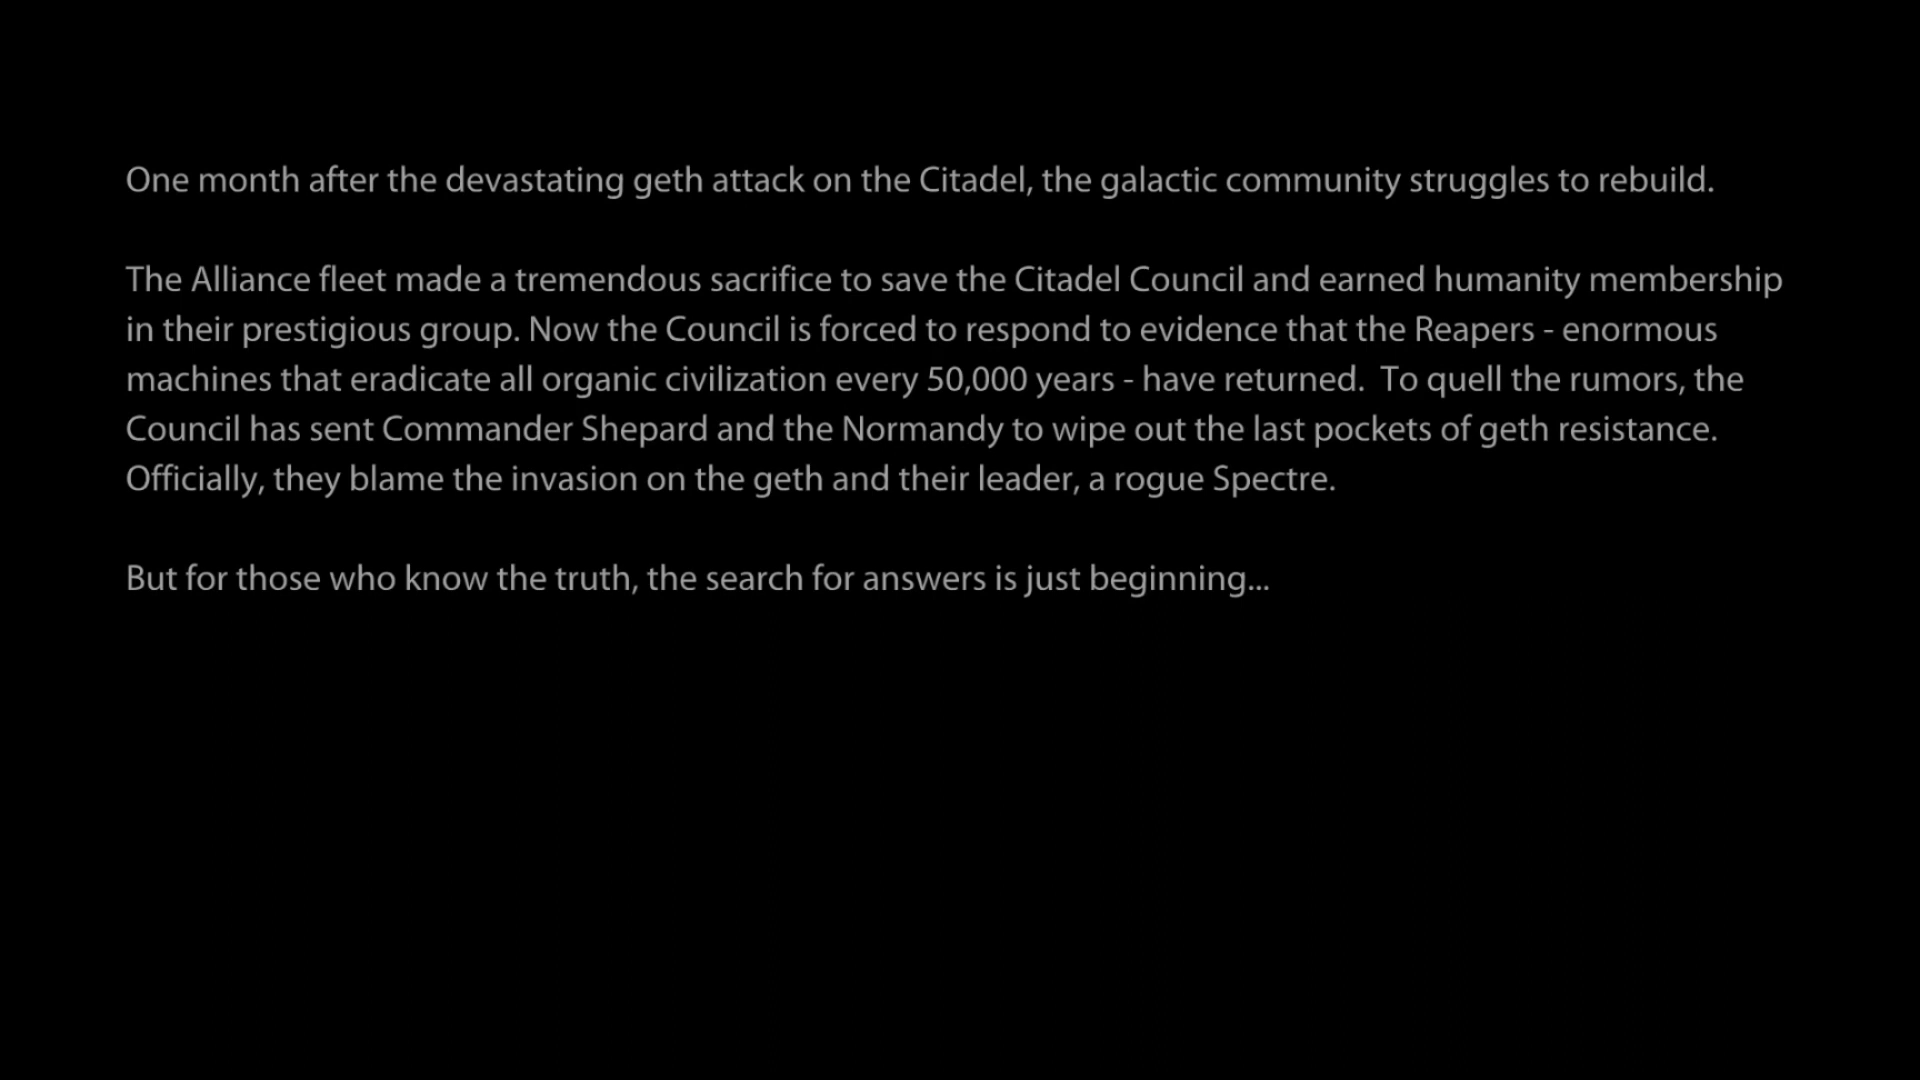 One month after the devastating geth attack on the Citadel, the galactic community struggles to rebuild.
The Alliance fleet made a tremendous sacrifice to save the Citadel Council and earned humanity membership
in their prestigious group. Now the Council is forced to respond to evidence that the Reapers - enormous
machines that eradicate all organic civilization every 50,000 years - have returned.  To quell the rumors, the
Council has sent Commander Shepard and the Normandy to wipe out the last pockets of geth resistance.
Officially, they blame the invasion on the geth and their leader, a rogue Spectre.
But for those who know the truth, the search for answers is just beginning...